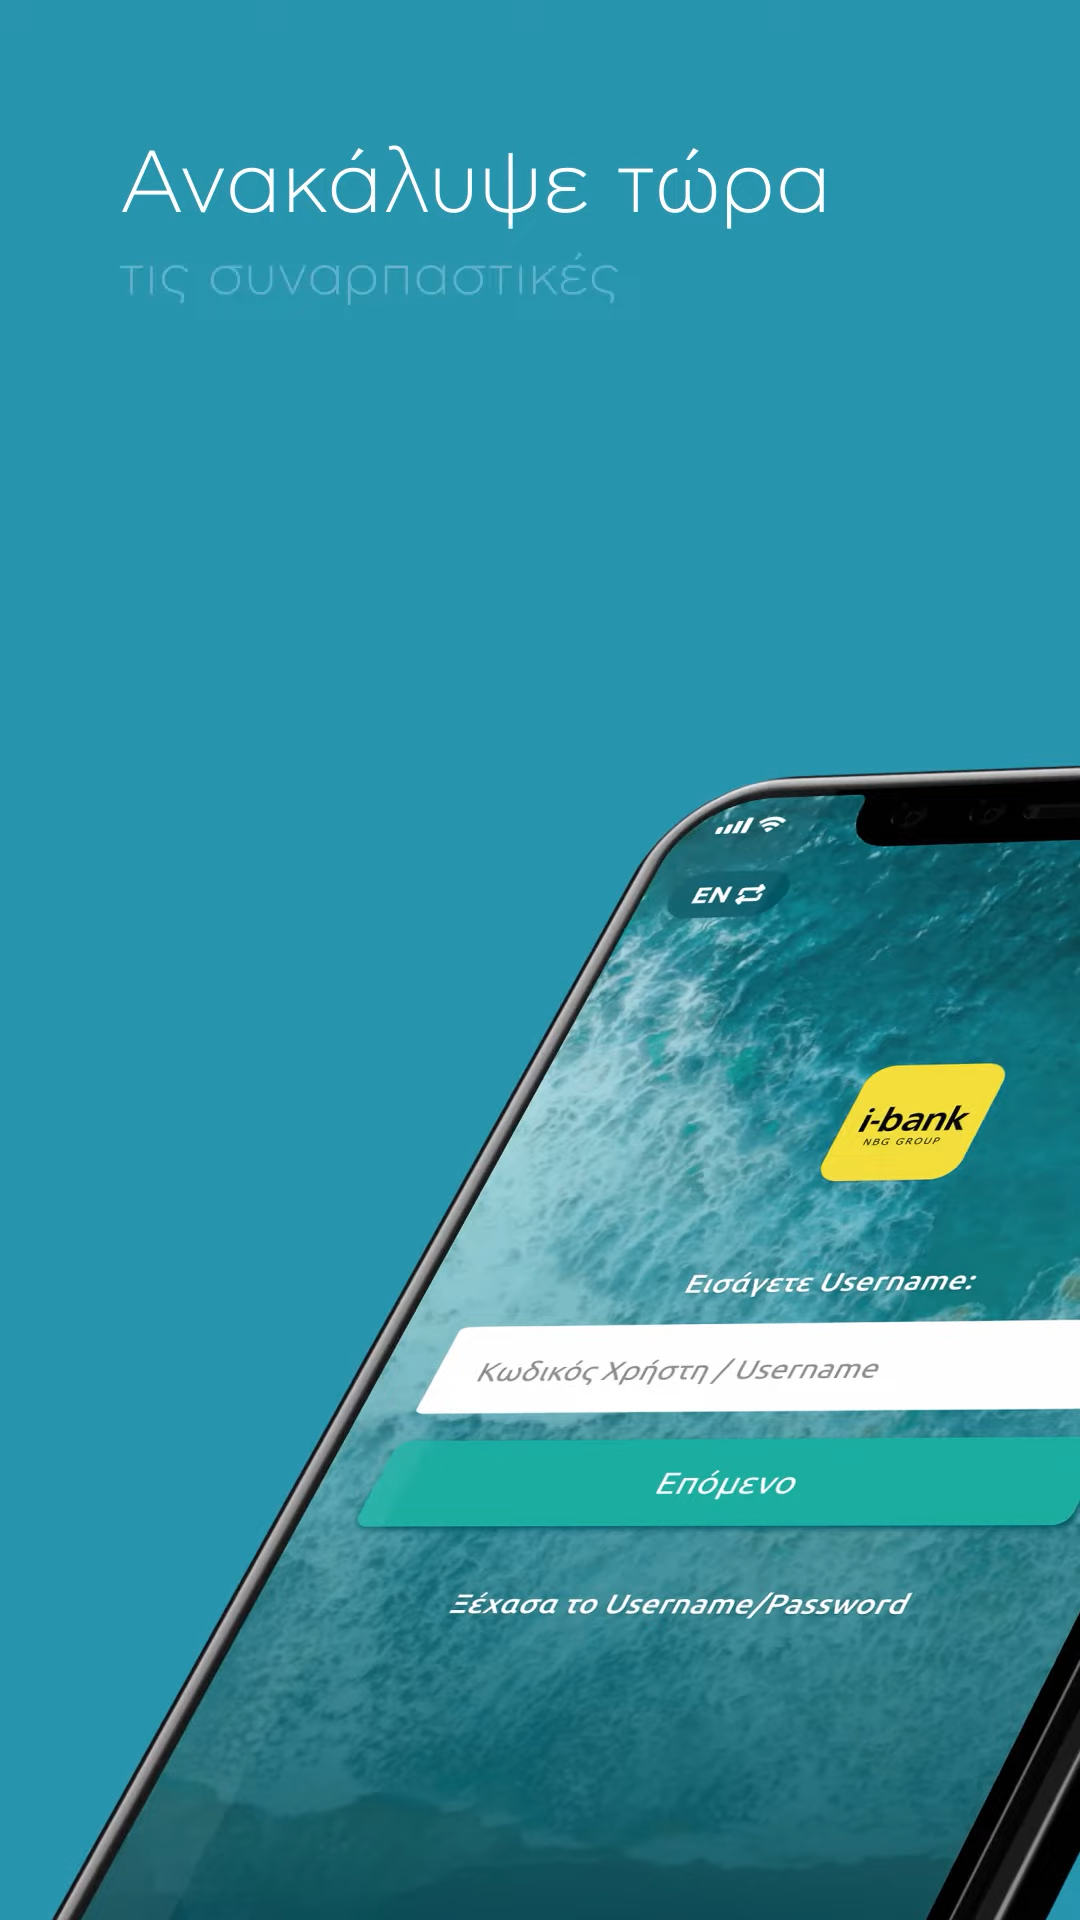 Ανακάλυψε τώρα
τις συναρπαστικές
EN
i-bank
NBG GROUP
Εισάγετε Username:
Κωδικός Χρήστη / Username
Επόμενο
Ξέχασα το Username/Password